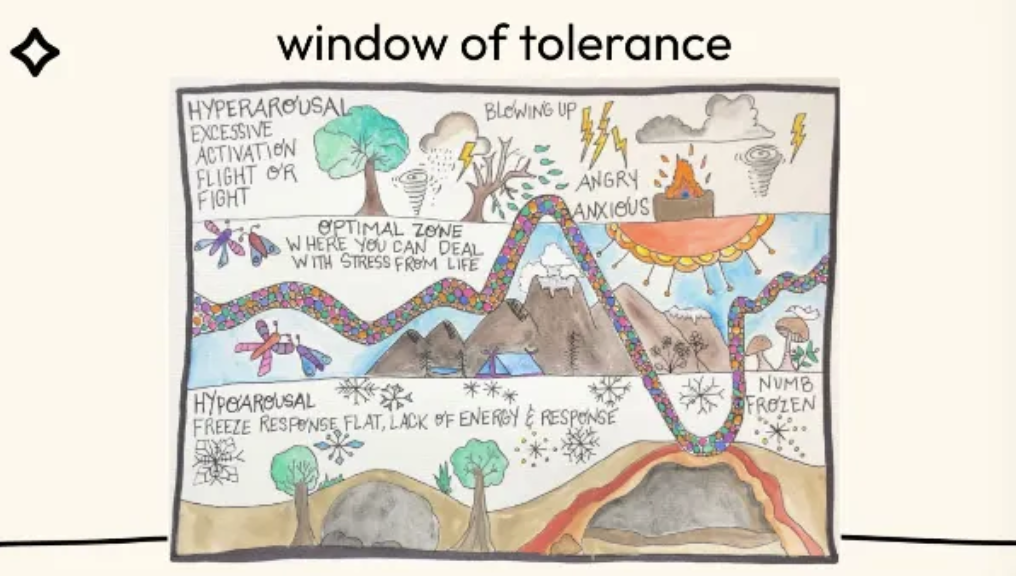 window of tolerance
HYPERAROUSAL
EXCESSIVE
ACTIVATION
FLIGHT OR
FIGHT
BLOWING UP
ANGRY
ANXIOUS
OPTIMAL ZONE
WHERE YOU CAN DEAL
WITH STRESS FROM LIFE
HYPOAROUSAL
FREEZE RESPONSE FLAT, LACK OF ENERGY & RESPONSE
NUMB
FROZEN